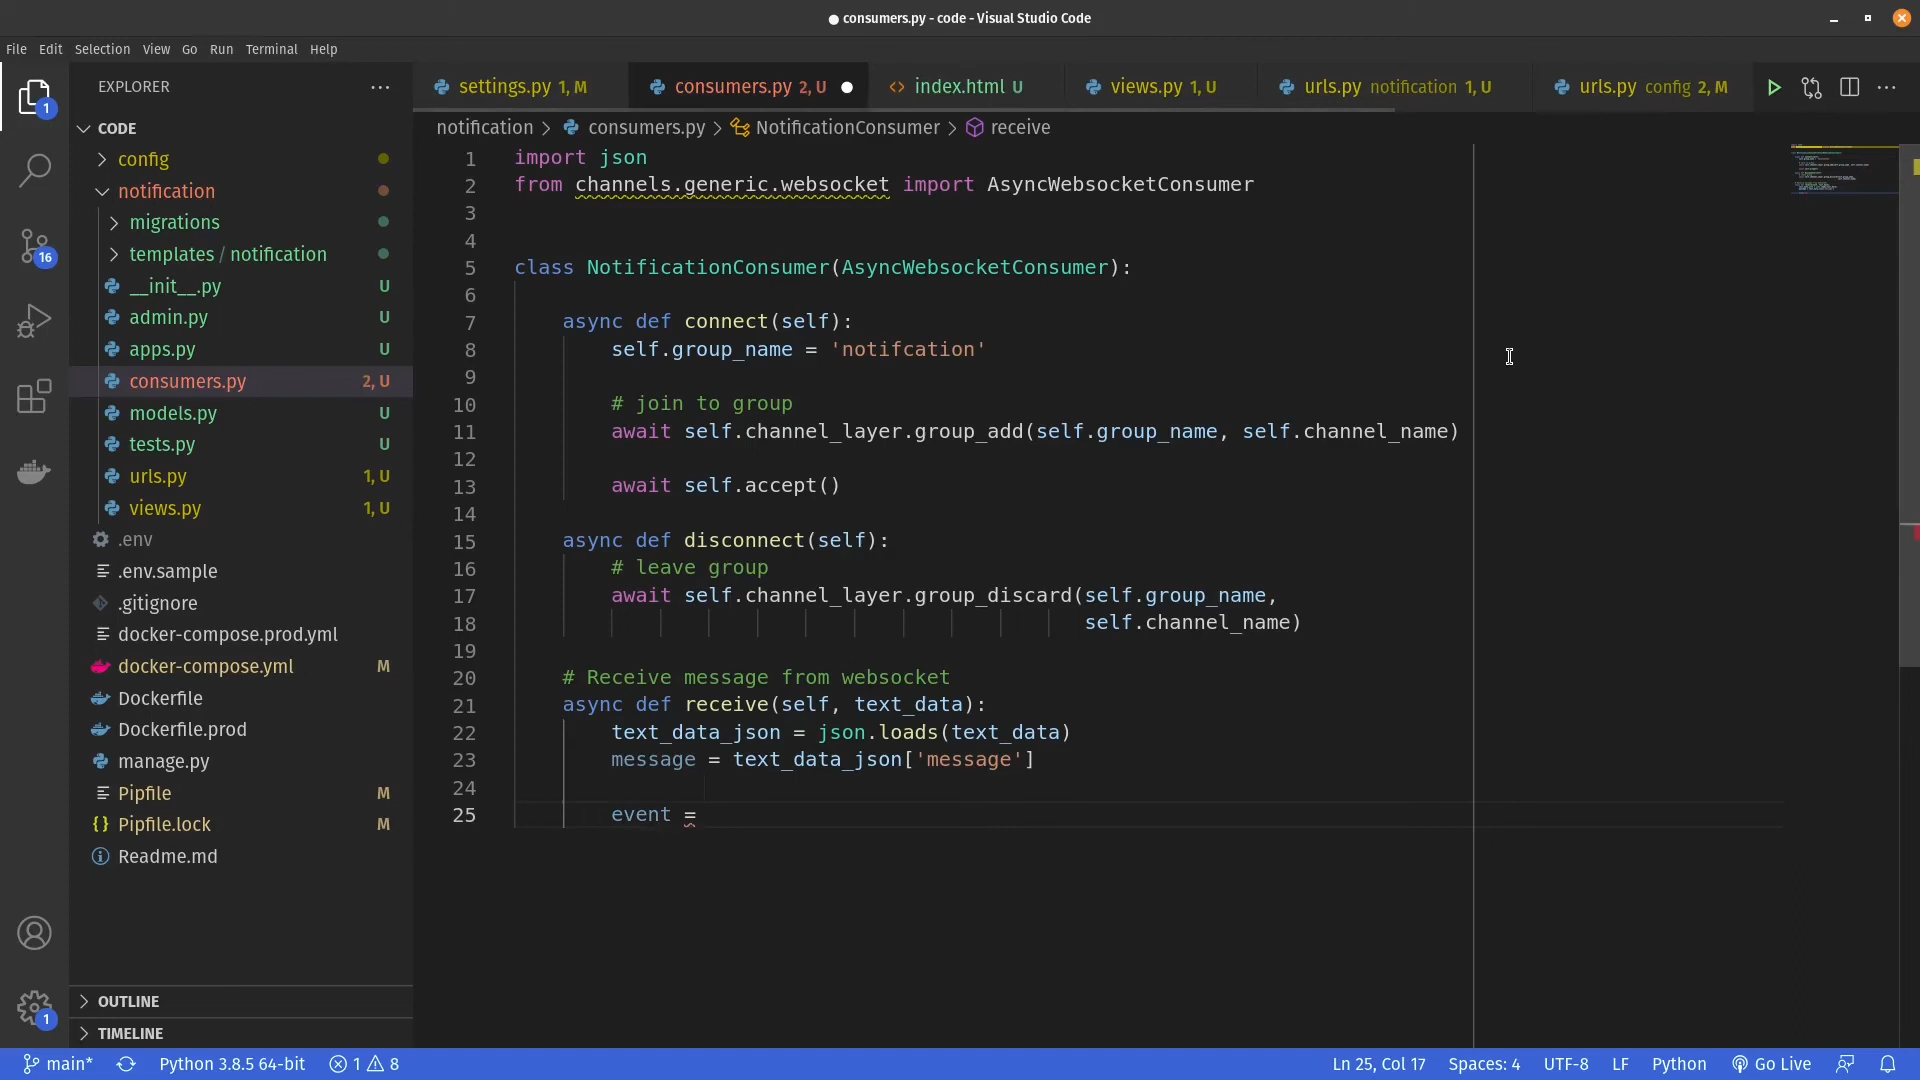 consumers.py - code - Visual Studio Code
File Edit Selection View Go Run Terminal Help
EXPLORER
settings.py 1, M
consumers.py 2, U
index.html U
views.py 1, U
urls.py notification 1, U
urls.py config 2, M
notification > consumers.py > NotificationConsumer > receive
CODE
config
notification
migrations
templates / notification
__init__.py U
admin.py U
apps.py U
consumers.py 2, U
models.py U
tests.py U
urls.py 1, U
views.py 1, U
.env
.env.sample
.gitignore
docker-compose.prod.yml
docker-compose.yml M
Dockerfile
Dockerfile.prod
manage.py
Pipfile M
Pipfile.lock M
Readme.md
OUTLINE
TIMELINE
1
16
1
1 import json
2 from channels.generic.websocket import AsyncWebsocketConsumer
3
4
5 class NotificationConsumer(AsyncWebsocketConsumer):
6
7 async def connect(self):
8 self.group_name = 'notifcation'
9
10 # join to group
11 await self.channel_layer.group_add(self.group_name, self.channel_name)
12
13 await self.accept()
14
15 async def disconnect(self):
16 # leave group
17 await self.channel_layer.group_discard(self.group_name,
18 self.channel_name)
19
20 # Receive message from websocket
21 async def receive(self, text_data):
22 text_data_json = json.loads(text_data)
23 message = text_data_json['message']
24
25 event =
main* Python 3.8.5 64-bit 1 8 Ln 25, Col 17 Spaces: 4 UTF-8 LF Python Go Live